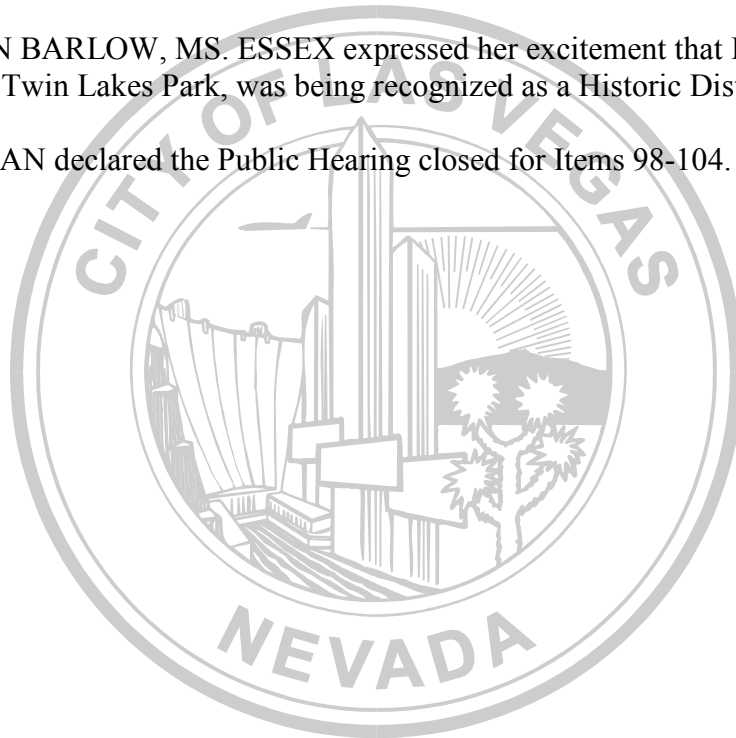 N BARLOW, MS. ESSEX expressed her excitement that
Twin Lakes Park, was being recognized as a Historic Dis
AN declared the Public Hearing closed for Items 98-104.
CITY OF LAS VEGAS
NEVADA